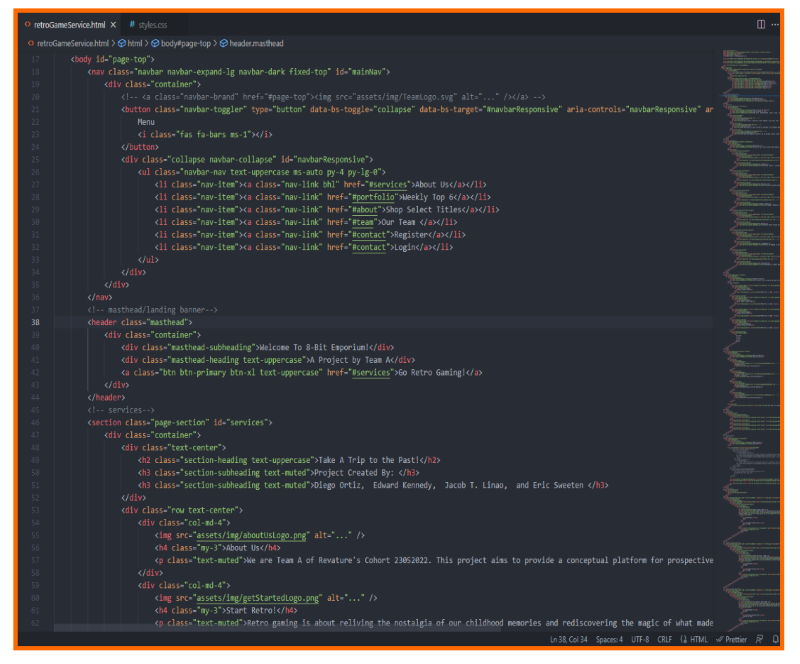 retroGameService.html × # styles.css
retroGameService.html > html > body#page-top > header.masthead
17 <body id="page-top">
18 <nav class="navbar navbar-expand-lg navbar-dark fixed-top" id="mainNav">
19 <div class="container">
20 <!-- <a class="navbar-brand" href="#page-top"><img src="assets/img/TeamLogo.svg" alt="..." /></a> -->
21 <button class="navbar-toggler" type="button" data-bs-toggle="collapse" data-bs-target="#navbarResponsive" aria-controls="navbarResponsive" ar
22 Menu
23 <i class="fas fa-bars ms-1"></i>
24 </button>
25 <div class="collapse navbar-collapse" id="navbarResponsive">
26 <ul class="navbar-nav text-uppercase ms-auto py-4 py-lg-0">
27 <li class="nav-item"><a class="nav-link bhl" href="#services">About Us</a></li>
28 <li class="nav-item"><a class="nav-link" href="#portfolio">Weekly Top 6</a></li>
29 <li class="nav-item"><a class="nav-link" href="#about">Shop Select Titles</a></li>
30 <li class="nav-item"><a class="nav-link" href="#team">Our Team </a></li>
31 <li class="nav-item"><a class="nav-link" href="#contact">Register</a></li>
32 <li class="nav-item"><a class="nav-link" href="#contact">Login</a></li>
33 </ul>
34 </div>
35 </div>
36 </nav>
37 <!-- masthead/landing banner-->
38 <header class="masthead">
39 <div class="container">
40 <div class="masthead-subheading">Welcome To 8-Bit Emporium!</div>
41 <div class="masthead-heading text-uppercase">A Project by Team A</div>
42 <a class="btn btn-primary btn-xl text-uppercase" href="#services">Go Retro Gaming!</a>
43 </div>
44 </header>
45 <!-- services-->
46 <section class="page-section" id="services">
47 <div class="container">
48 <div class="text-center">
49 <h2 class="section-heading text-uppercase">Take A Trip to the Past!</h2>
50 <h3 class="section-subheading text-muted">Project Created By: </h3>
51 <h3 class="section-subheading text-muted">Diego Ortiz, Edward Kennedy, Jacob T. Linao, and Eric Sweeten </h3>
52 </div>
53 <div class="row text-center">
54 <div class="col-md-4">
55 <img src="assets/img/aboutUsLogo.png" alt="..." />
56 <h4 class="my-3">About Us</h4>
57 <p class="text-muted">We are Team A of Revature's Cohort 23052022. This project aims to provide a conceptual platform for prospective
58 </div>
59 <div class="col-md-4">
60 <img src="assets/img/getStartedLogo.png" alt="..." />
61 <h4 class="my-3">Start Retro!</h4>
62 <p class="text-muted">Retro gaming is about reliving the nostalgia of our childhood memories and rediscovering the magic of what made
Ln 38, Col 34 Spaces: 4 UTF-8 CRLF HTML Prettier